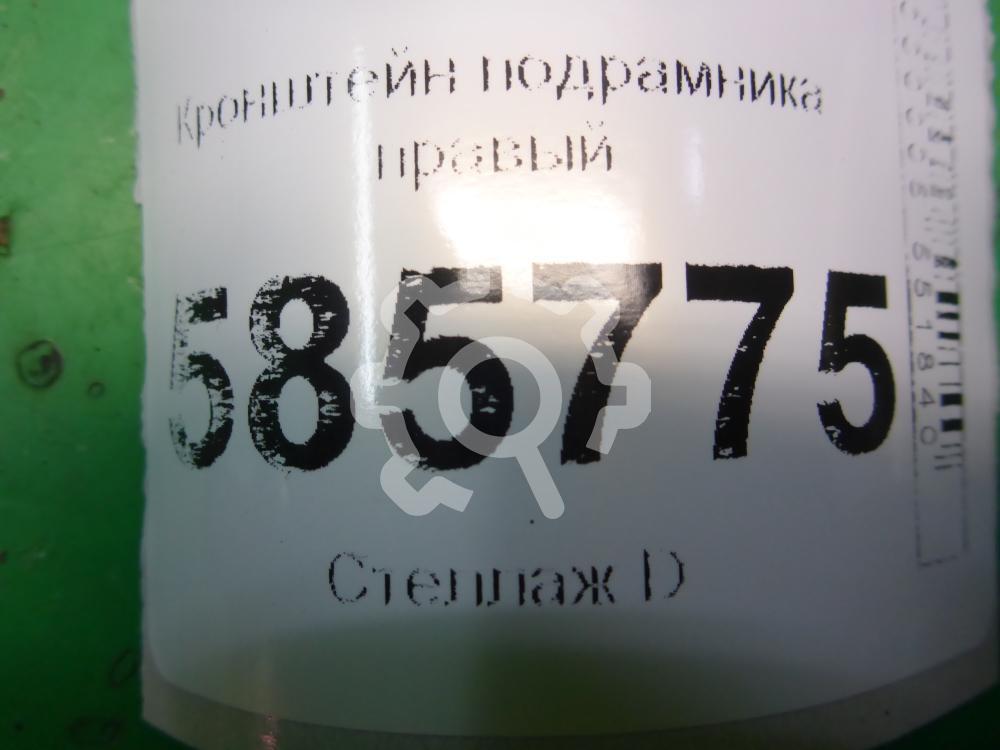 Кронштейн подрамника
правый
585775
Стеллаж D